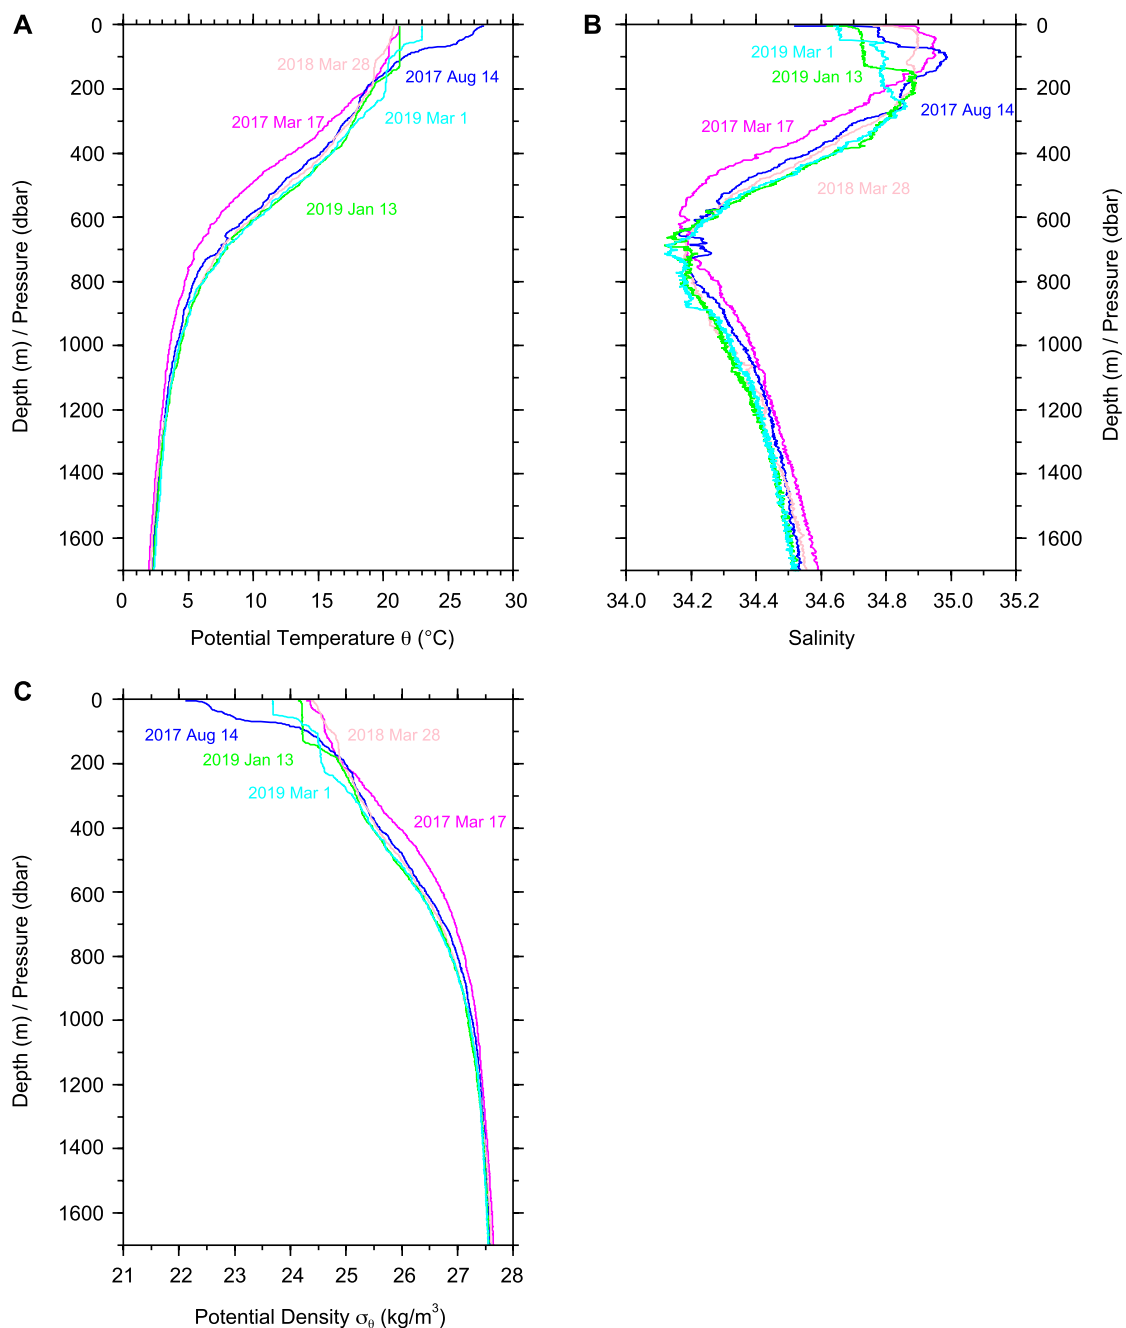 A
0
200
400
600
800
1000
1200
1400
1600
Depth (m) / Pressure (dbar)
2018 Mar 28
2017 Aug 14
2017 Mar 17
2019 Mar 1
2019 Jan 13
0 5 10 15 20 25 30
Potential Temperature θ (°C)
B
0
200
400
600
800
1000
1200
1400
1600
Depth (m) / Pressure (dbar)
2019 Mar 1
2019 Jan 13
2017 Aug 14
2017 Mar 17
2018 Mar 28
34.0 34.2 34.4 34.6 34.8 35.0 35.2
Salinity
C
0
200
400
600
800
1000
1200
1400
1600
Depth (m) / Pressure (dbar)
2017 Aug 14
2018 Mar 28
2019 Jan 13
2019 Mar 1
2017 Mar 17
21 22 23 24 25 26 27 28
Potential Density σθ (kg/m³)